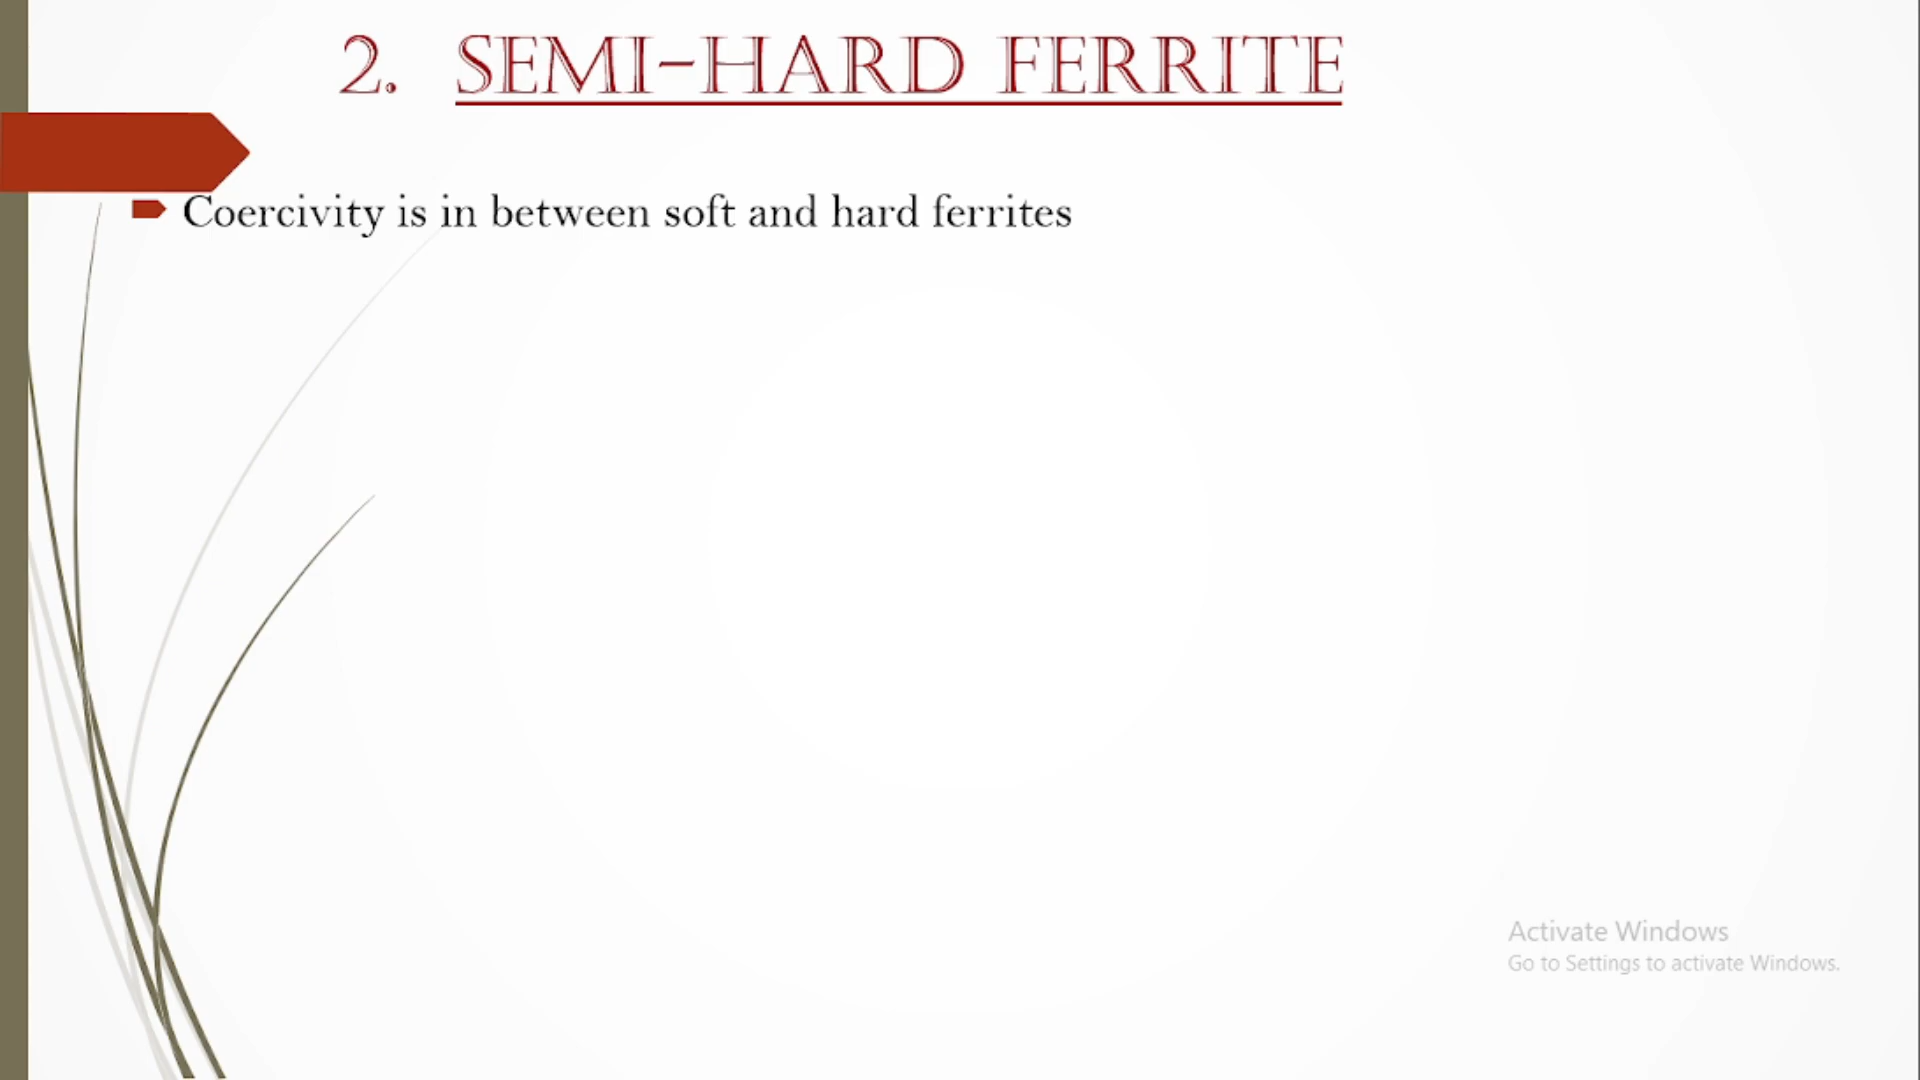 2. SEMI-HARD FERRITE
Coercivity is in between soft and hard ferrites
Activate Windows
Go to Settings to activate Windows.